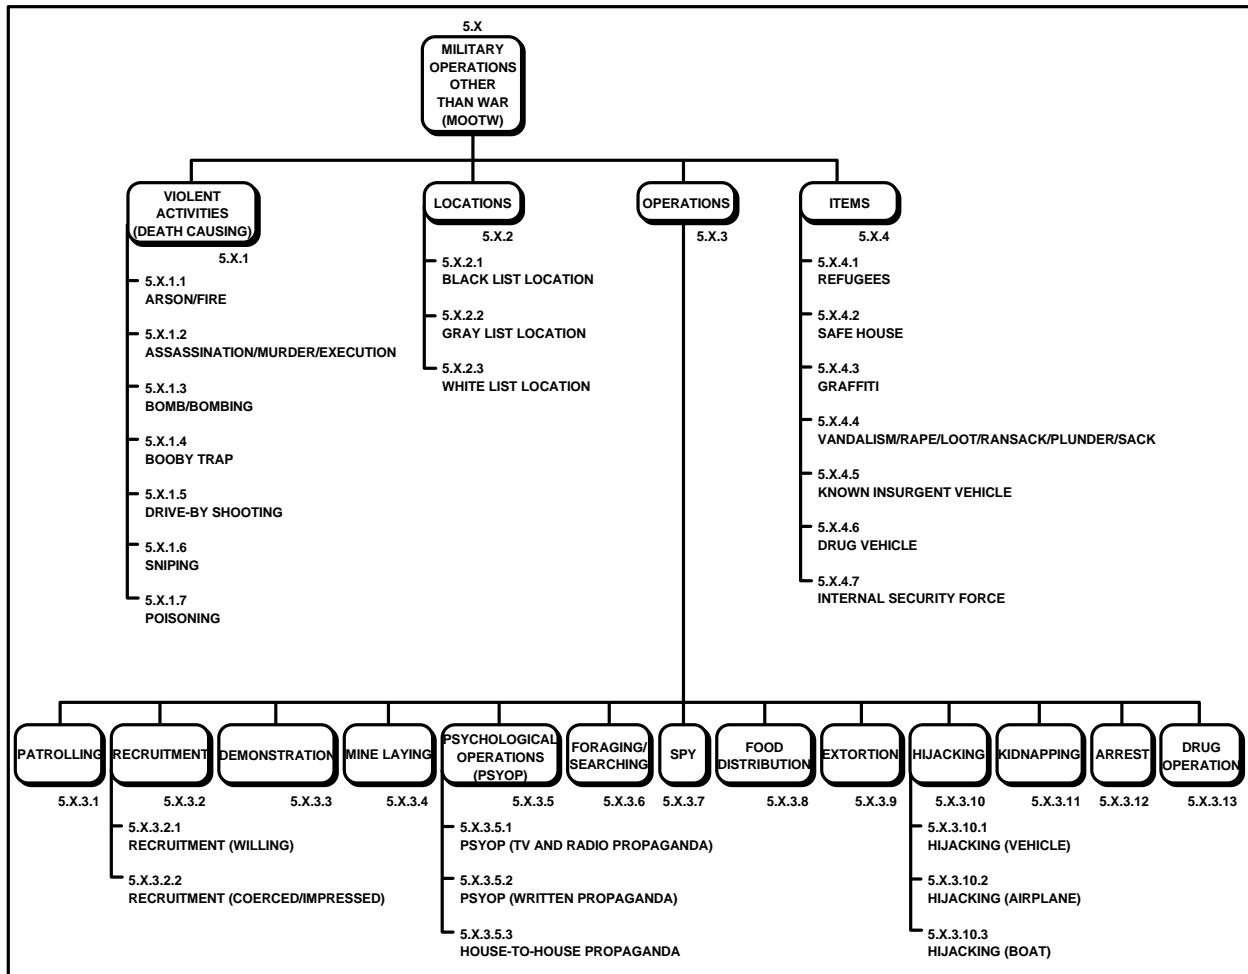 5.X
MILITARY
OPERATIONS
OTHER
THAN WAR
(MOOTW)
VIOLENT
ACTIVITIES
(DEATH CAUSING)
5.X.1
5.X.1.1
ARSON/FIRE
5.X.1.2
ASSASSINATION/MURDER/EXECUTION
5.X.1.3
BOMB/BOMBING
5.X.1.4
BOOBY TRAP
5.X.1.5
DRIVE-BY SHOOTING
5.X.1.6
SNIPING
5.X.1.7
POISONING
LOCATIONS
5.X.2
5.X.2.1
BLACK LIST LOCATION
5.X.2.2
GRAY LIST LOCATION
5.X.2.3
WHITE LIST LOCATION
OPERATIONS
5.X.3
ITEMS
5.X.4
5.X.4.1
REFUGEES
5.X.4.2
SAFE HOUSE
5.X.4.3
GRAFFITI
5.X.4.4
VANDALISM/RAPE/LOOT/RANSACK/PLUNDER/SACK
5.X.4.5
KNOWN INSURGENT VEHICLE
5.X.4.6
DRUG VEHICLE
5.X.4.7
INTERNAL SECURITY FORCE
PATROLLING
5.X.3.1
RECRUITMENT
5.X.3.2
5.X.3.2.1
RECRUITMENT (WILLING)
5.X.3.2.2
RECRUITMENT (COERCED/IMPRESSED)
DEMONSTRATION
5.X.3.3
MINE LAYING
5.X.3.4
PSYCHOLOGICAL
OPERATIONS
(PSYOP)
5.X.3.5
5.X.3.5.1
PSYOP (TV AND RADIO PROPAGANDA)
5.X.3.5.2
PSYOP (WRITTEN PROPAGANDA)
5.X.3.5.3
HOUSE-TO-HOUSE PROPAGANDA
FORAGING/
SEARCHING
5.X.3.6
SPY
5.X.3.7
FOOD
DISTRIBUTION
5.X.3.8
EXTORTION
5.X.3.9
HIJACKING
5.X.3.10
5.X.3.10.1
HIJACKING (VEHICLE)
5.X.3.10.2
HIJACKING (AIRPLANE)
5.X.3.10.3
HIJACKING (BOAT)
KIDNAPPING
5.X.3.11
ARREST
5.X.3.12
DRUG
OPERATION
5.X.3.13